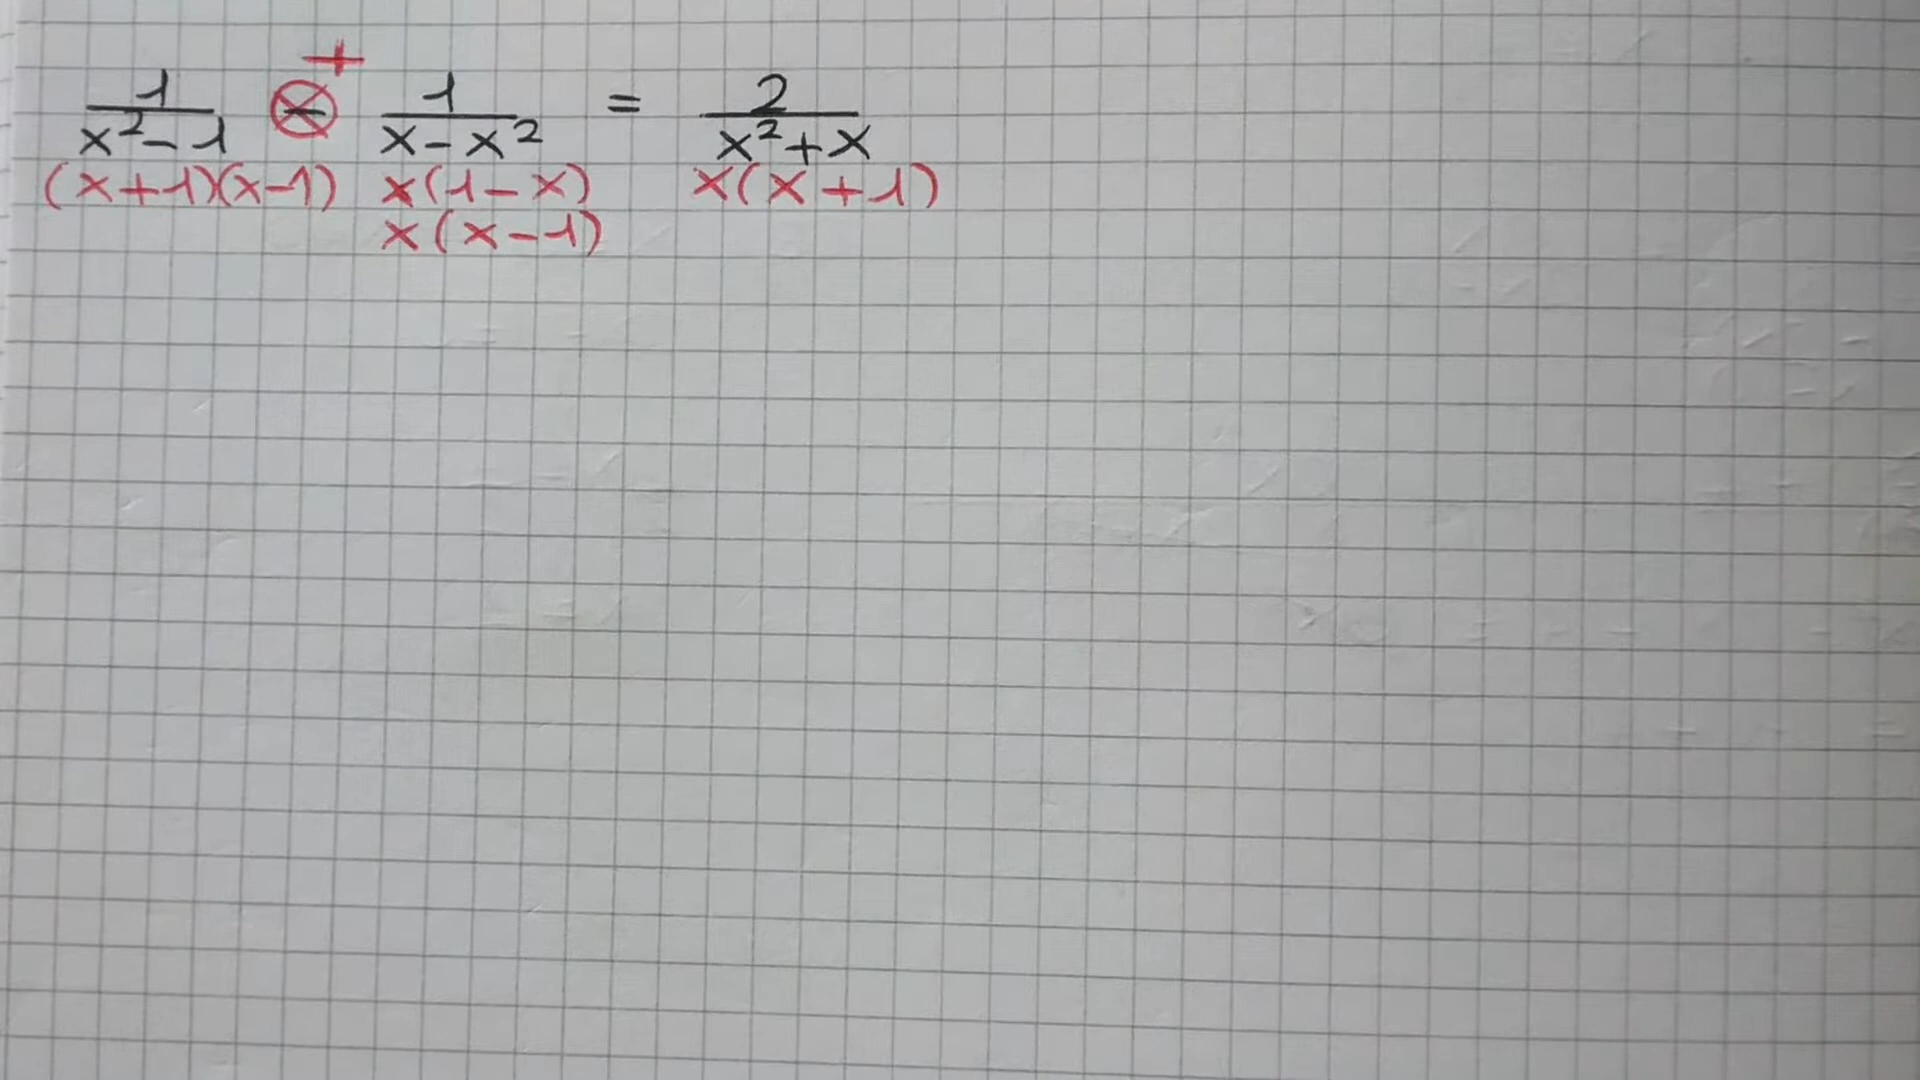 +
1/(x²-1) - 1/(x-x²) = 2/(x²+x)
(x+1)(x-1) x(1-x) x(x+1)
x(x-1)